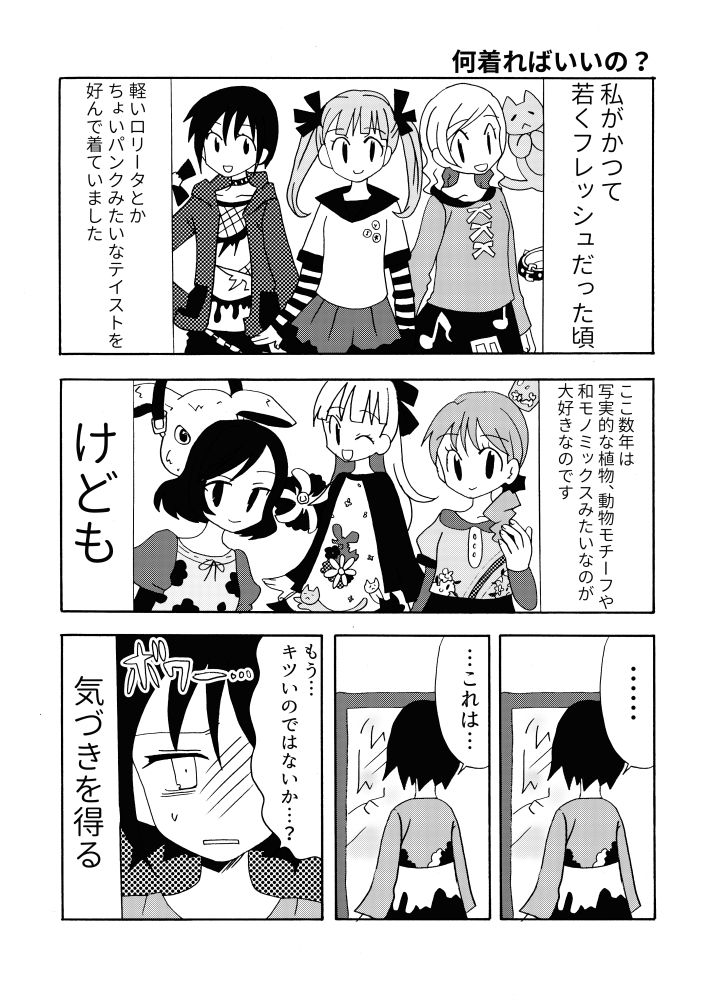 何着ればいいの？
私がかつて
若くフレッシュだった頃
軽いロリータとか
ちょいパンクみたいなテイストを
好んで着ていました
ここ数年は
写実的な植物、動物モチーフや
和モノミックスみたいなのが
大好きなのです
けども
……
…これは…
もう…
キツいのではないか…？
ボワー…
気づきを得る